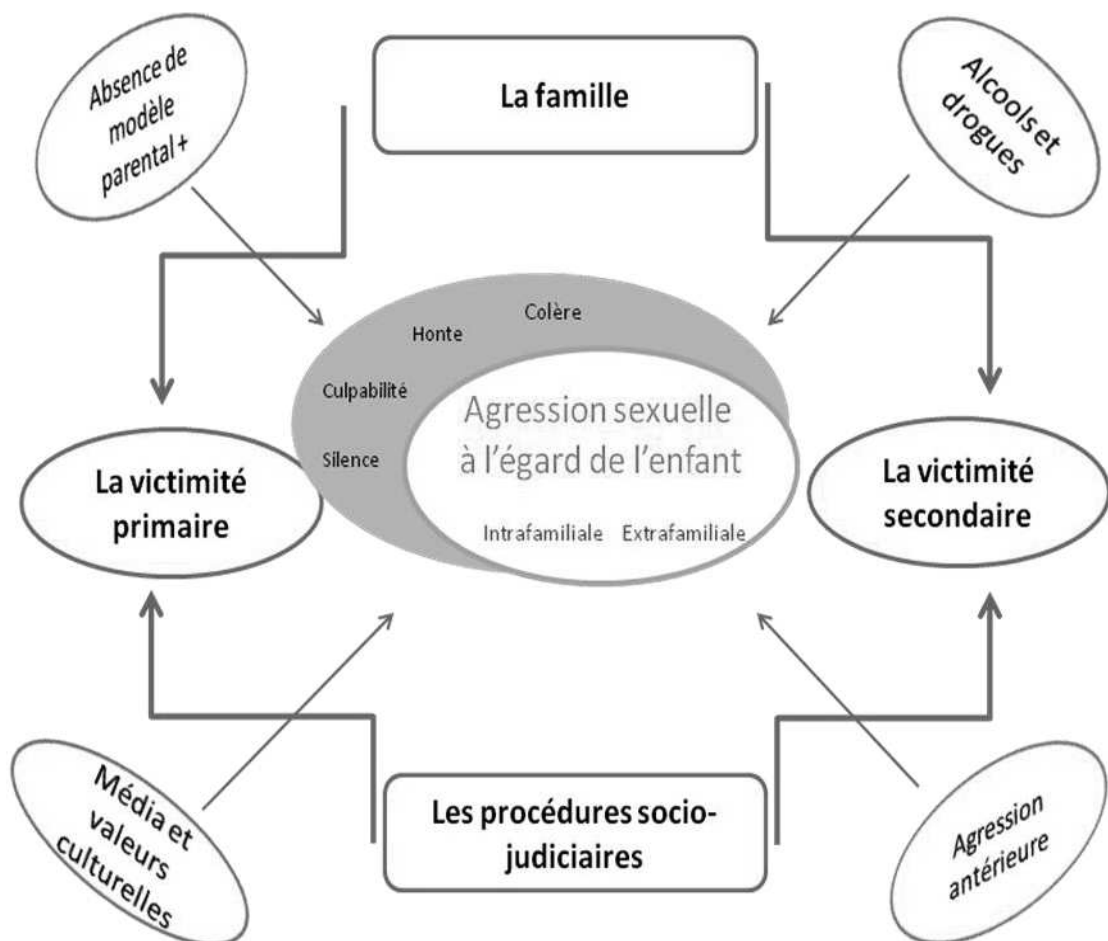 Absence de
modèle
parental +
La famille
Alcools et
drogues
Colère
Honte
Culpabilité
Silence
Agression sexuelle
à l'égard de l'enfant
Intrafamiliale Extrafamiliale
La victimité
primaire
La victimité
secondaire
Média et
valeurs
culturelles
Les procédures socio-
judiciaires
Agression
antérieure